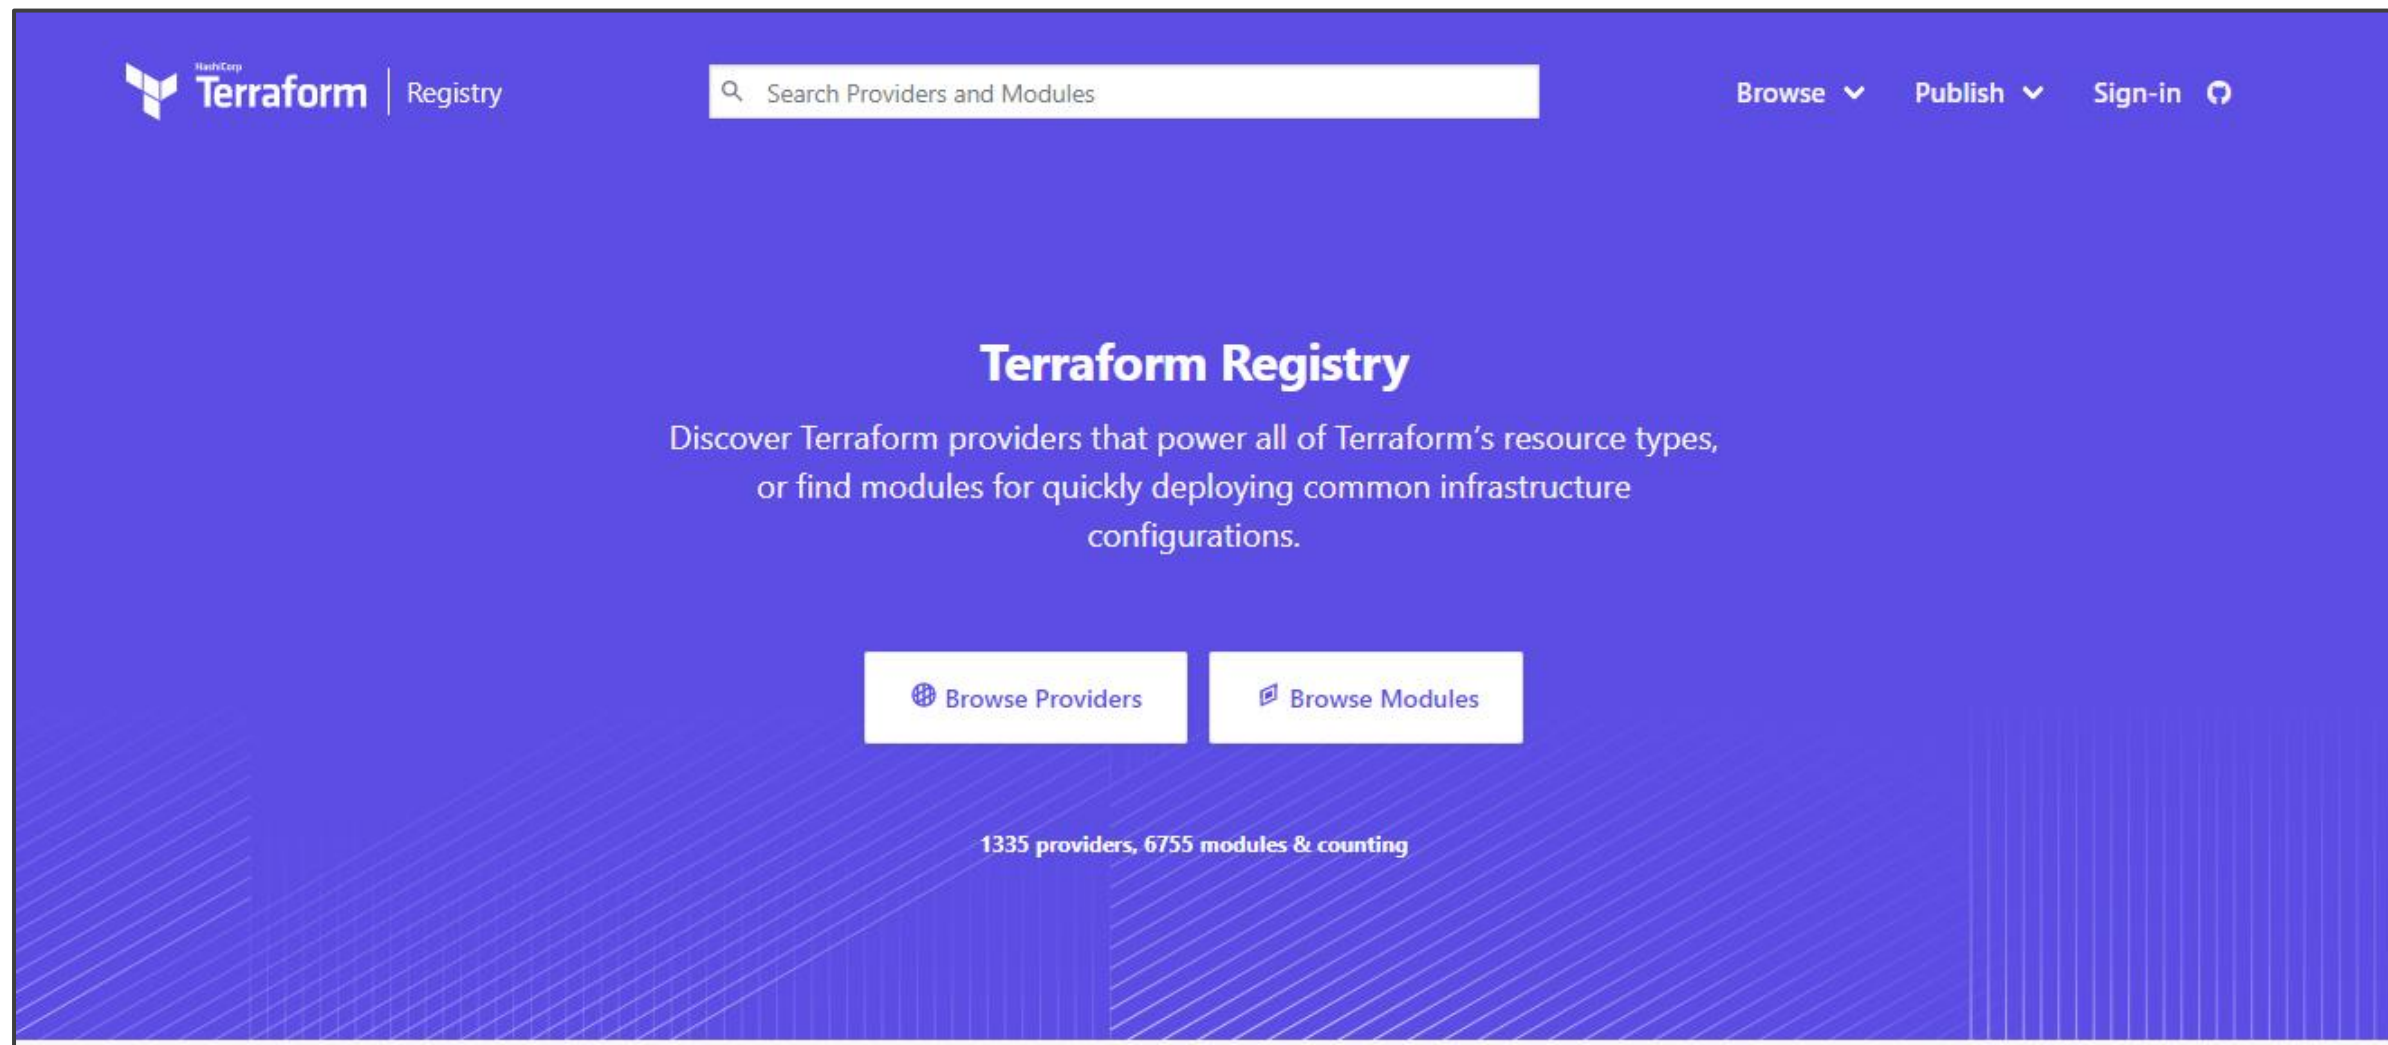 HashiCorp
Terraform
Registry
Search Providers and Modules
Browse
Publish
Sign-in
Terraform Registry
Discover Terraform providers that power all of Terraform’s resource types,
or find modules for quickly deploying common infrastructure
configurations.
Browse Providers
Browse Modules
1335 providers, 6755 modules & counting